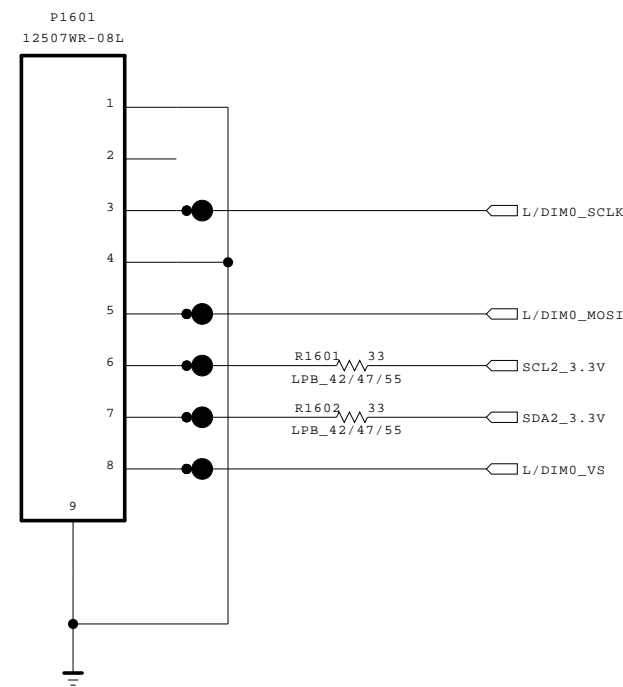 P1601
12507WR-08L
1
2
3
L/DIM0_SCLK
4
5
L/DIM0_MOSI
6
R1601 33
LPB_42/47/55
SCL2_3.3V
7
R1602 33
LPB_42/47/55
SDA2_3.3V
8
L/DIM0_VS
9